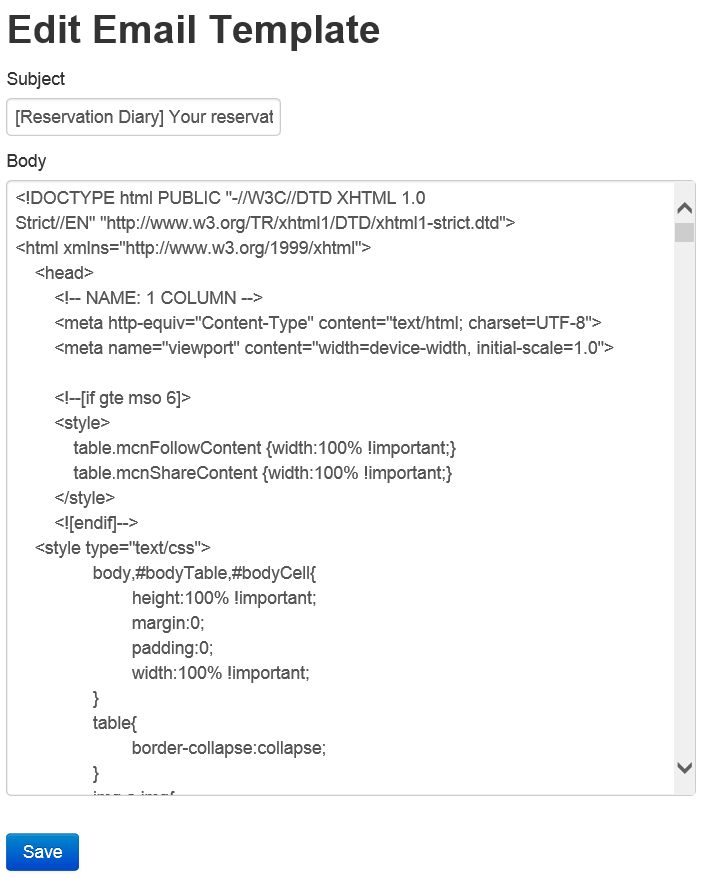 Edit Email Template
Subject
[Reservation Diary] Your reservat
Body
<!DOCTYPE html PUBLIC "-//W3C//DTD XHTML 1.0
Strict//EN" "http://www.w3.org/TR/xhtml1/DTD/xhtml1-strict.dtd">
<html xmlns="http://www.w3.org/1999/xhtml">
<head>
<!-- NAME: 1 COLUMN -->
<meta http-equiv="Content-Type" content="text/html; charset=UTF-8">
<meta name="viewport" content="width=device-width, initial-scale=1.0">
<!--[if gte mso 6]>
<style>
table.mcnFollowContent {width:100% !important;}
table.mcnShareContent {width:100% !important;}
</style>
<![endif]-->
<style type="text/css">
body,#bodyTable,#bodyCell{
height:100% !important;
margin:0;
padding:0;
width:100% !important;
}
table{
border-collapse:collapse;
}
Save